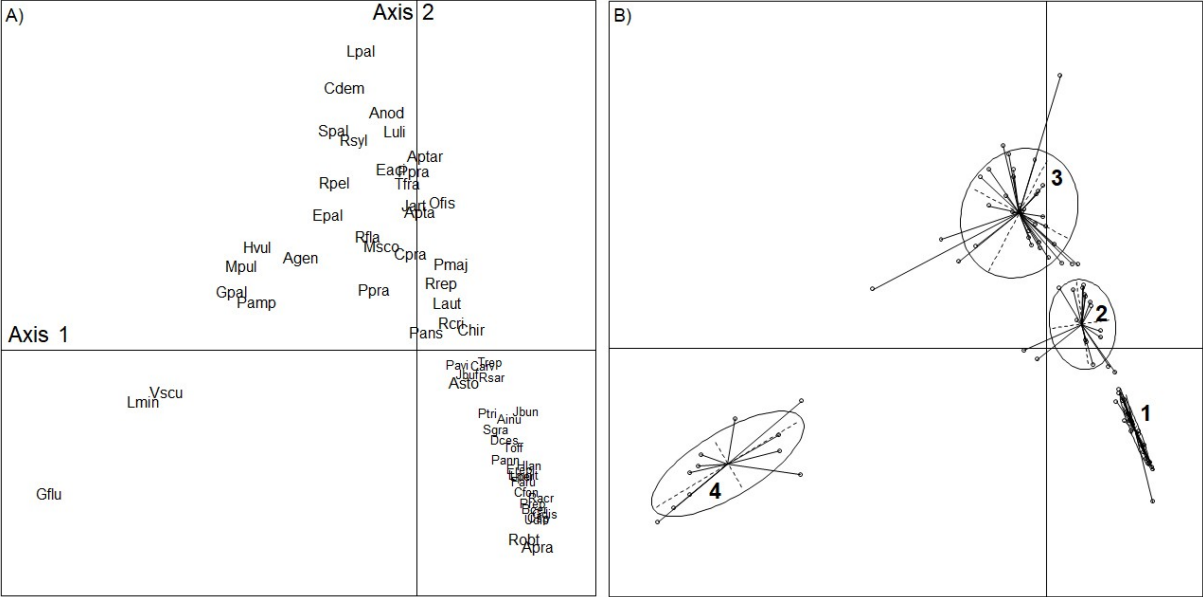 A)
Axis 2
Lpal
Cdem
Anod
Spal
Luli
Rsyl
Aptar
Eaci
Ppra
Tfra
Rpel
Jart
Ofis
Apta
Epal
Rfla
Msco
Hvul
Cpra
Agen
Mpul
Pmaj
Rrep
Gpal
Ppra
Pamp
Laut
Rcri
Chir
Pans
Axis 1
Trep
Pavi
Carv
Jbuf
Rsar
Asto
Vscu
Lmin
Ptri
Jbun
Ainu
Sgra
Dces
Toff
Pann
Gflu
Cfon
Racr
Robt
Apra
B)
3
2
1
4